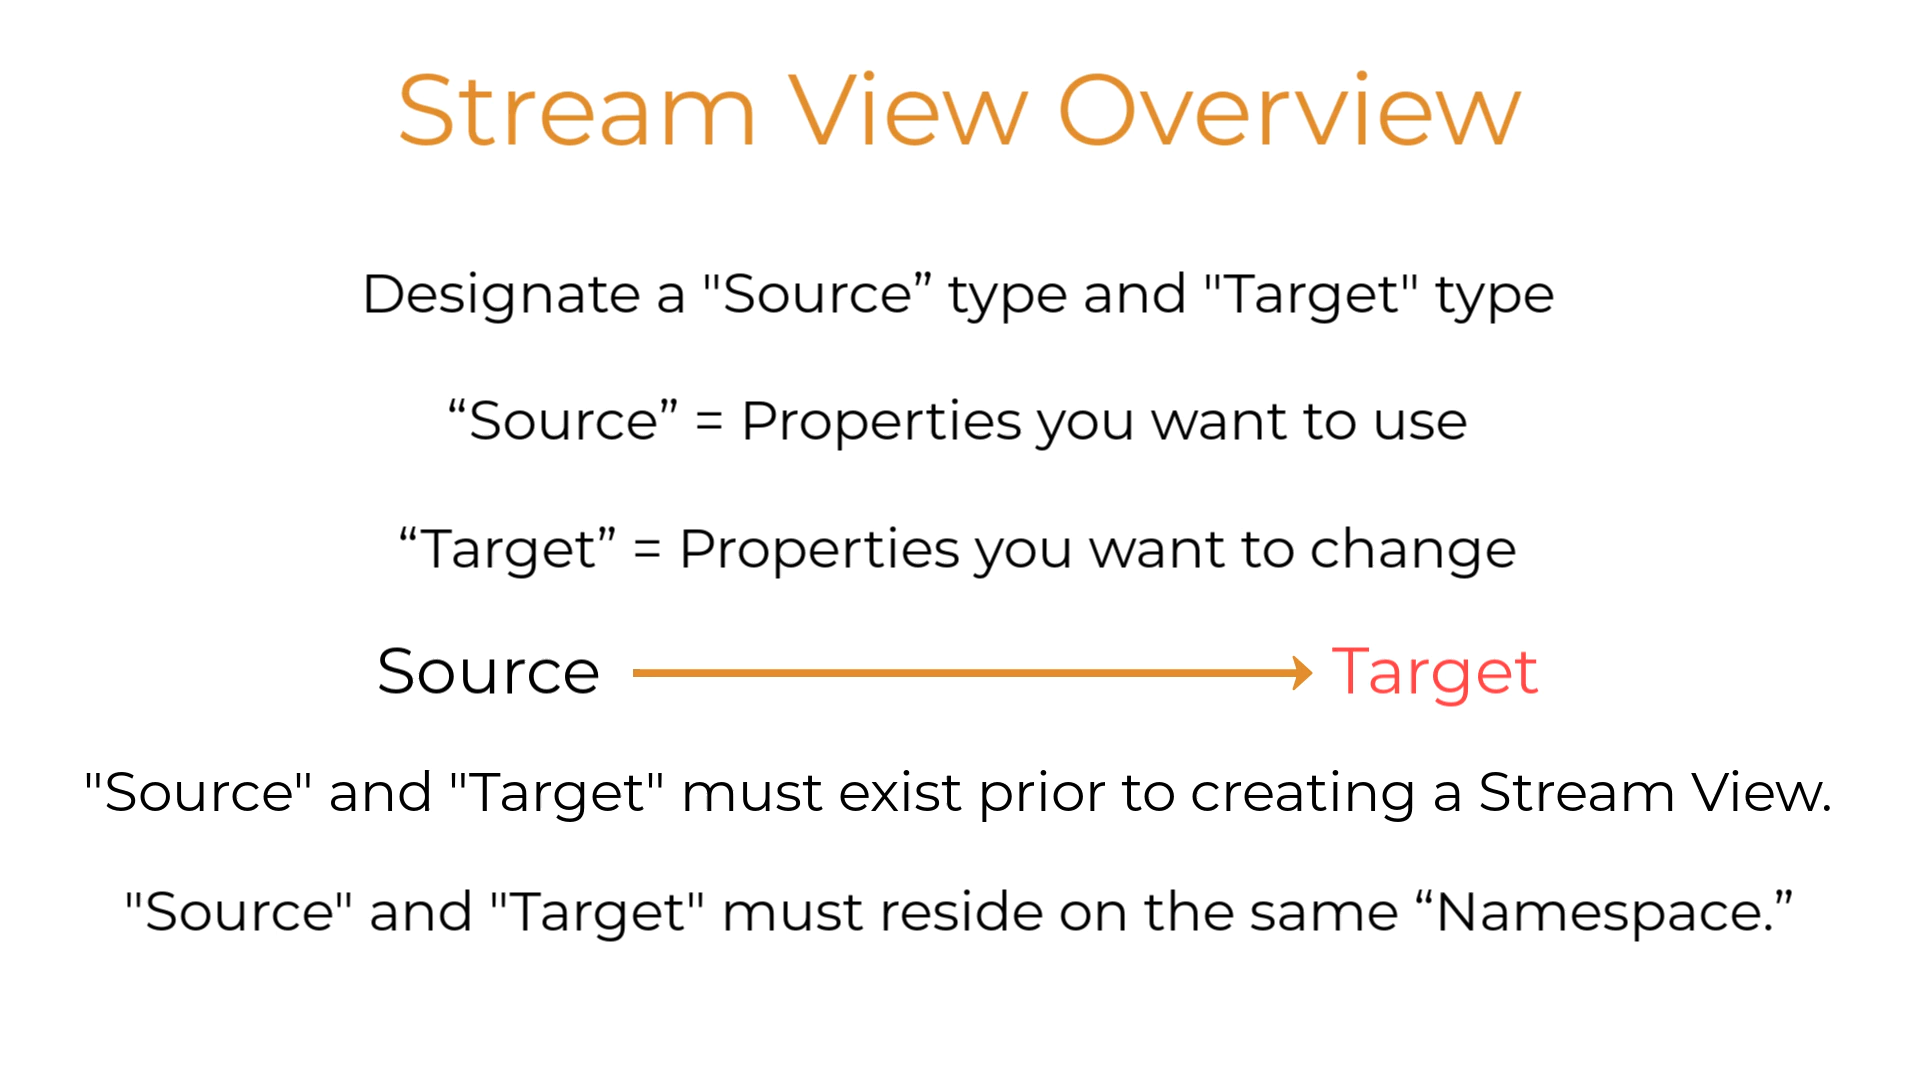 Stream View Overview
Designate a "Source” type and "Target" type
“Source” = Properties you want to use
“Target” = Properties you want to change
Source Target
"Source" and "Target" must exist prior to creating a Stream View.
"Source" and "Target" must reside on the same “Namespace.”